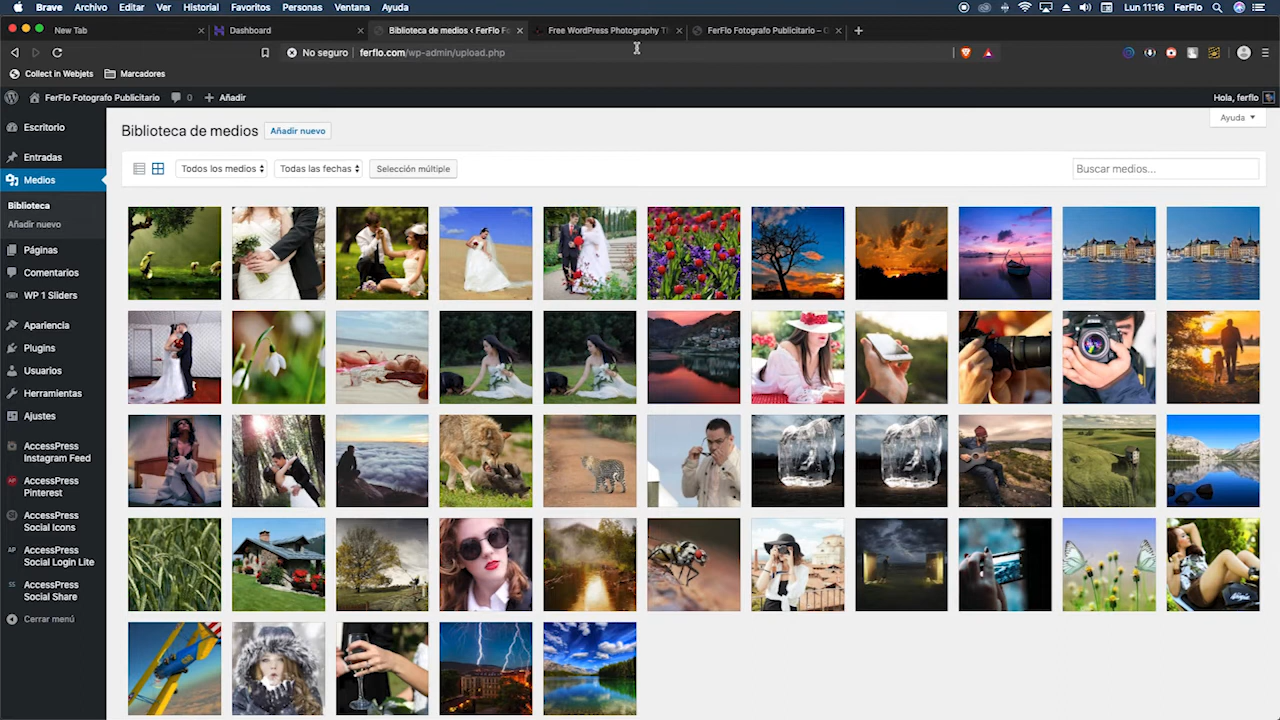 Brave Archivo Editar Ver Historial Favoritos Personas Ventana Ayuda Lun 11:16 FerFlo
New Tab Dashboard Biblioteca de medios ‹ FerFlo Fo Free WordPress Photography Th FerFlo Fotografo Publicitario – D
No seguro ferflo.com/wp-admin/upload.php
Collect in Webjets Marcadores
FerFlo Fotografo Publicitario 0 Añadir Hola, ferflo
Ayuda
Biblioteca de medios Añadir nuevo
Todos los medios Todas las fechas Selección múltiple Buscar medios...
Escritorio
Entradas
Medios
Biblioteca
Añadir nuevo
Páginas
Comentarios
WP 1 Sliders
Apariencia
Plugins
Usuarios
Herramientas
Ajustes
AccessPress
Instagram Feed
AccessPress
Pinterest
AccessPress
Social Icons
AP AccessPress
Social Login Lite
SS AccessPress
Social Share
Cerrar menú